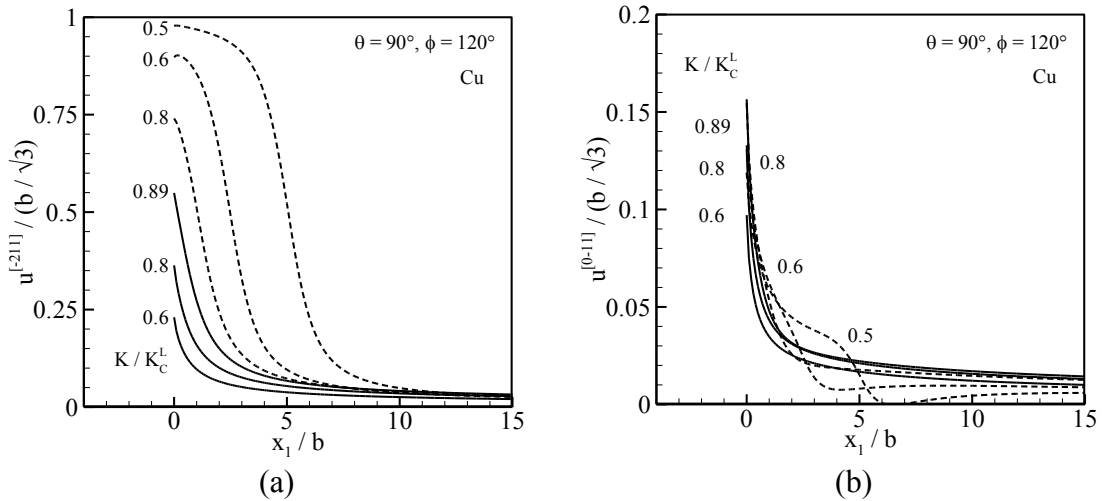 θ = 90°, ϕ = 120°
Cu
1
0.75
0.5
0.25
0
u^[-211] / (b / √3)
0.5
0.6
0.8
0.89
0.8
0.6
K / K_C^L
0 5 10 15
x_1 / b
(a)
θ = 90°, ϕ = 120°
K / K_C^L
Cu
0.2
0.15
0.1
0.05
0
u^[0-11] / (b / √3)
0.89
0.8
0.8
0.6
0.6
0.5
0 5 10 15
x_1 / b
(b)